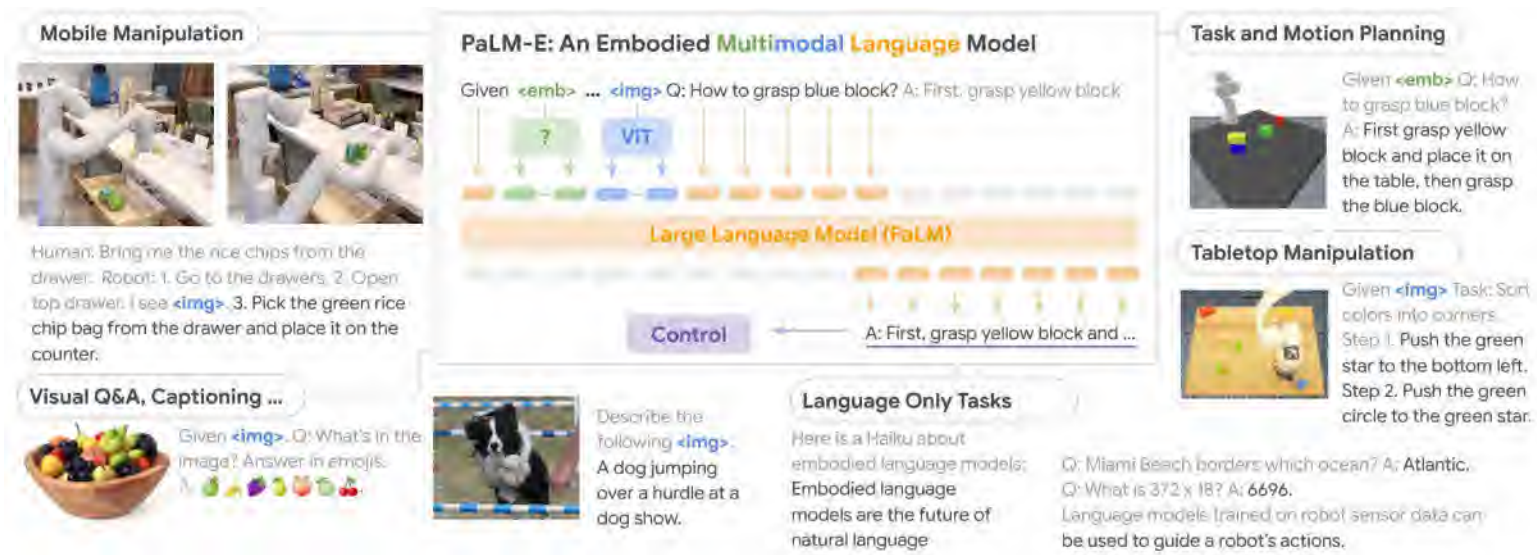 Mobile Manipulation
Human: Bring me the rice chips from the
drawer. Robot: 1. Go to the drawers, 2. Open
top drawer. I see <img>. 3. Pick the green rice
chip bag from the drawer and place it on the
counter.
Visual Q&A, Captioning ...
Given <img>. Q: What's in the
image? Answer in emojis.
A:
PaLM-E: An Embodied Multimodal Language Model
Given <emb> ... <img> Q: How to grasp blue block? A: First, grasp yellow block
?
ViT
Large Language Model (PaLM)
Control
A: First, grasp yellow block and ...
Describe the
following <img>:
A dog jumping
over a hurdle at a
dog show.
Language Only Tasks
Here is a Haiku about
embodied language models:
Embodied language
models are the future of
natural language
Q: Miami Beach borders which ocean? A: Atlantic.
Q: What is 372 x 18? A: 6696.
Language models trained on robot sensor data can
be used to guide a robot's actions.
Task and Motion Planning
Given <emb> Q: How
to grasp blue block?
A: First grasp yellow
block and place it on
the table, then grasp
the blue block.
Tabletop Manipulation
Given <img> Task: Sort
colors into corners.
Step 1. Push the green
star to the bottom left.
Step 2. Push the green
circle to the green star.